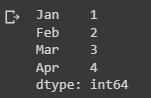 Jan    1
Feb    2
Mar    3
Apr    4
dtype: int64